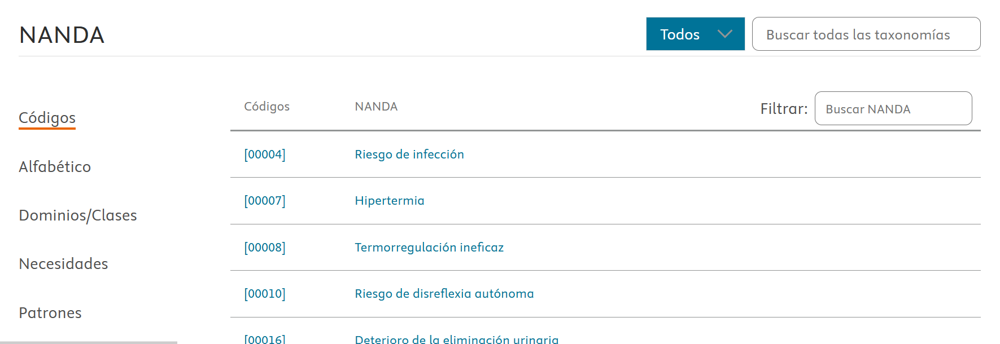 NANDA
Todos
Buscar todas las taxonomías
Códigos
Alfabético
Dominios/Clases
Necesidades
Patrones
Códigos NANDA Filtrar: Buscar NANDA
[00004] Riesgo de infección
[00007] Hipertermia
[00008] Termorregulación ineficaz
[00010] Riesgo de disreflexia autónoma
[00016] Deterioro de la eliminación urinaria